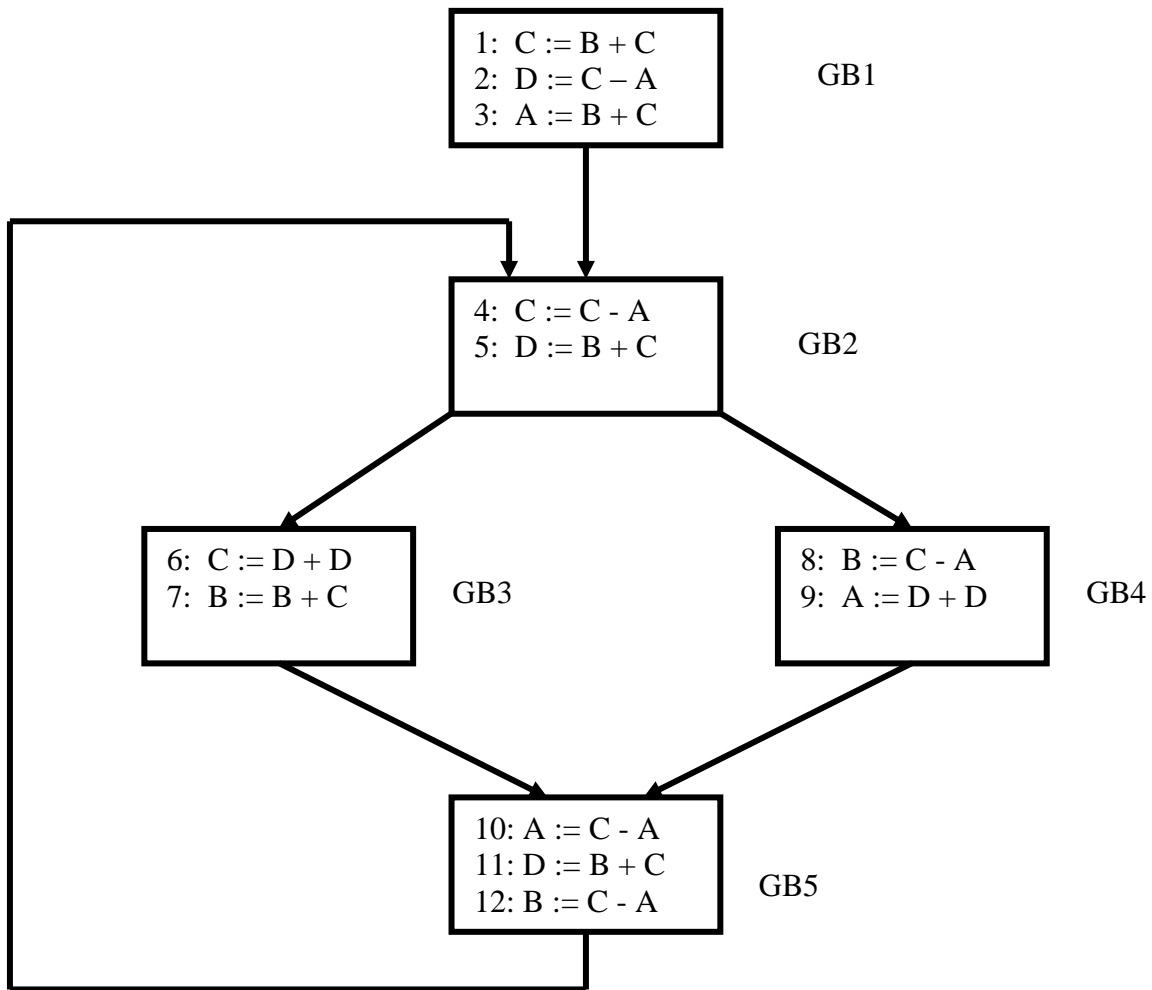 1: C := B + C
2: D := C – A
3: A := B + C
GB1
4: C := C - A
5: D := B + C
GB2
6: C := D + D
7: B := B + C
GB3
8: B := C - A
9: A := D + D
GB4
10: A := C - A
11: D := B + C
12: B := C - A
GB5